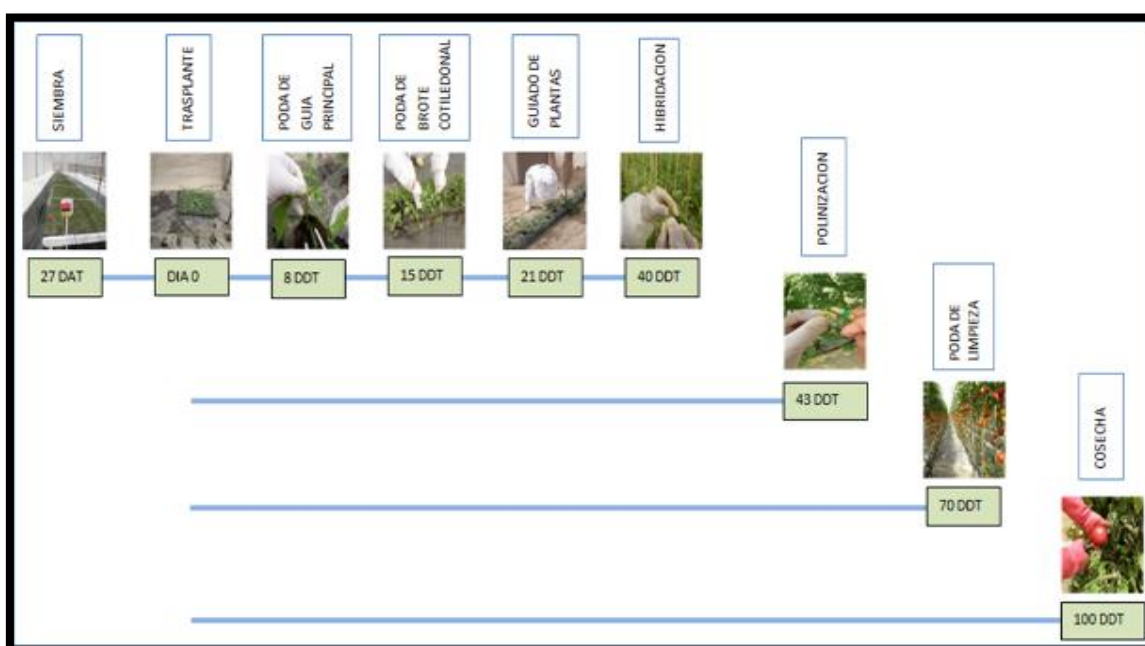 SIEMBRA
TRASPLANTE
PODA DE
GUIA
PRINCIPAL
PODA DE
BROTE
COTILEDONAL
GUIADO DE
PLANTAS
HIBRIDACION
27 DAT
DIA 0
8 DDT
15 DDT
21 DDT
40 DDT
POLINIZACION
43 DDT
PODA DE
LIMPIEZA
70 DDT
COSECHA
100 DDT